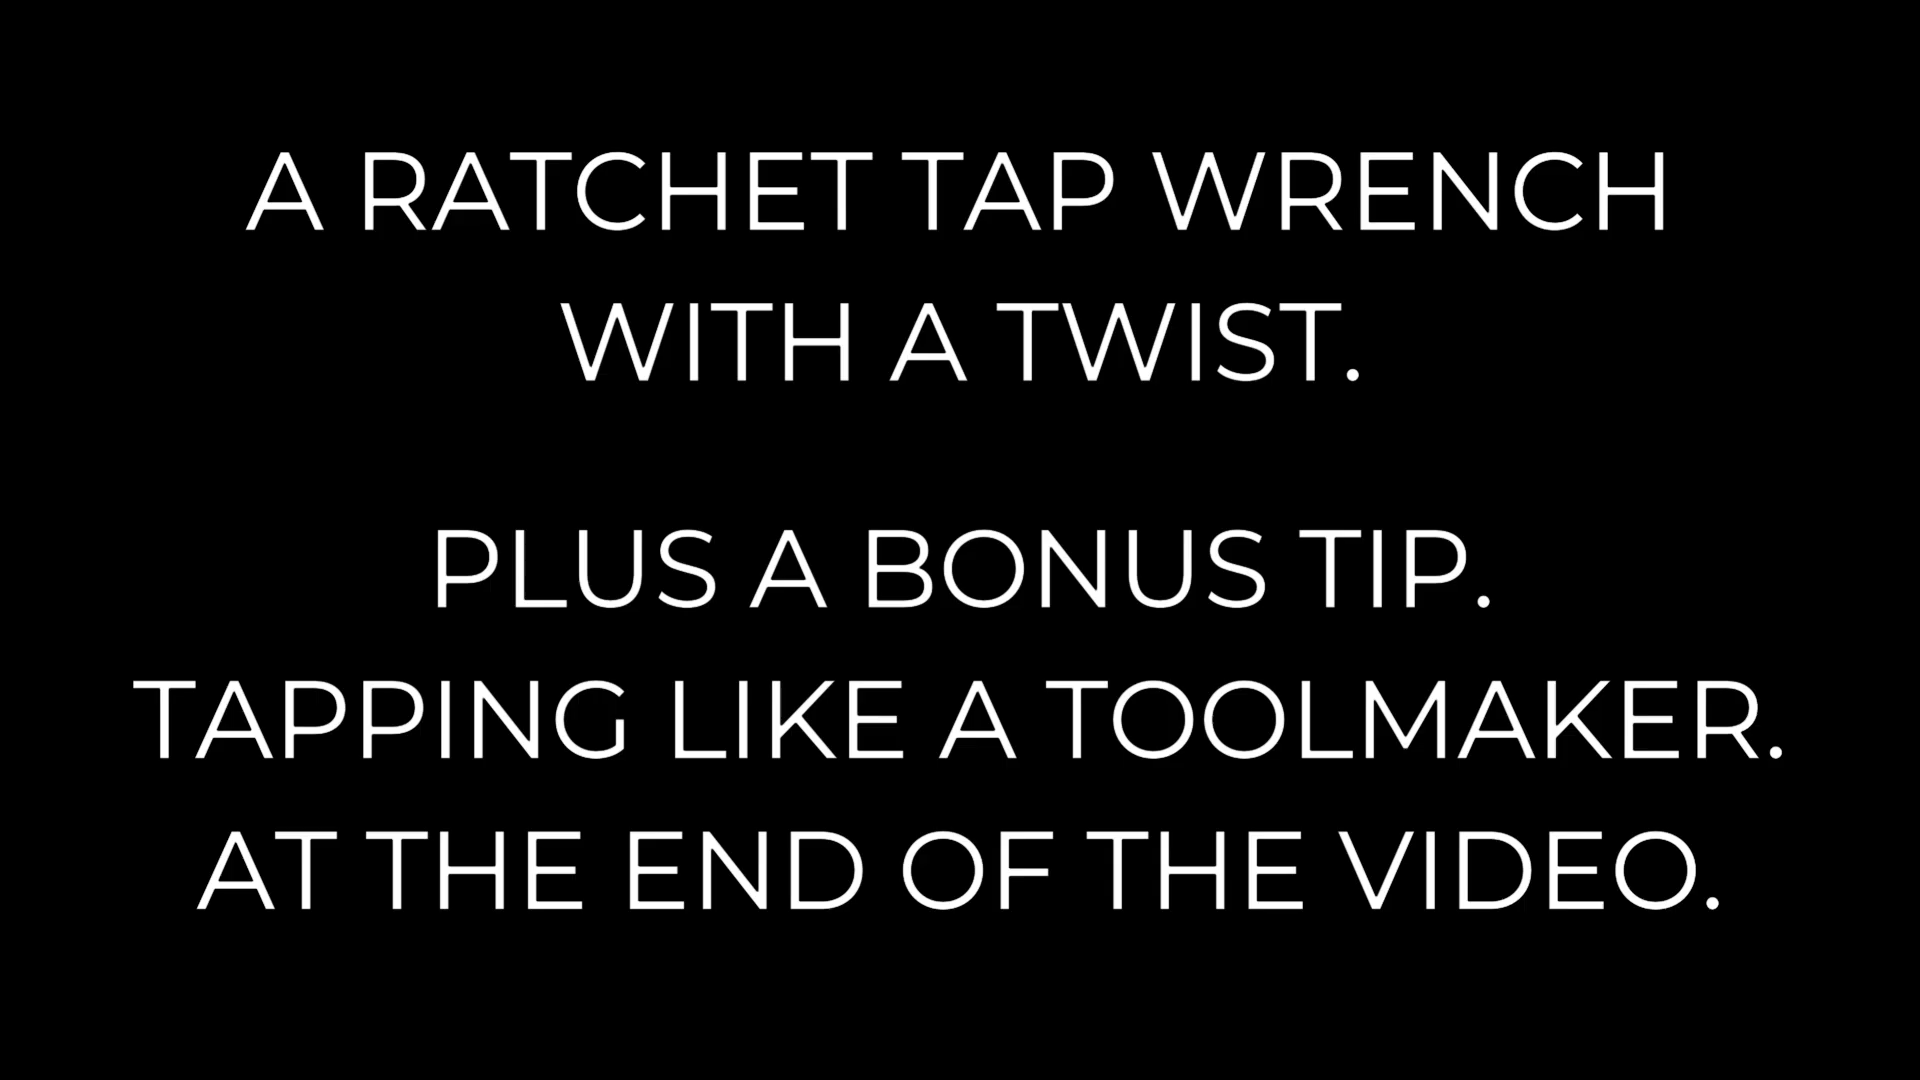 A RATCHET TAP WRENCH
WITH A TWIST.
PLUS A BONUS TIP.
TAPPING LIKE A TOOLMAKER.
AT THE END OF THE VIDEO.